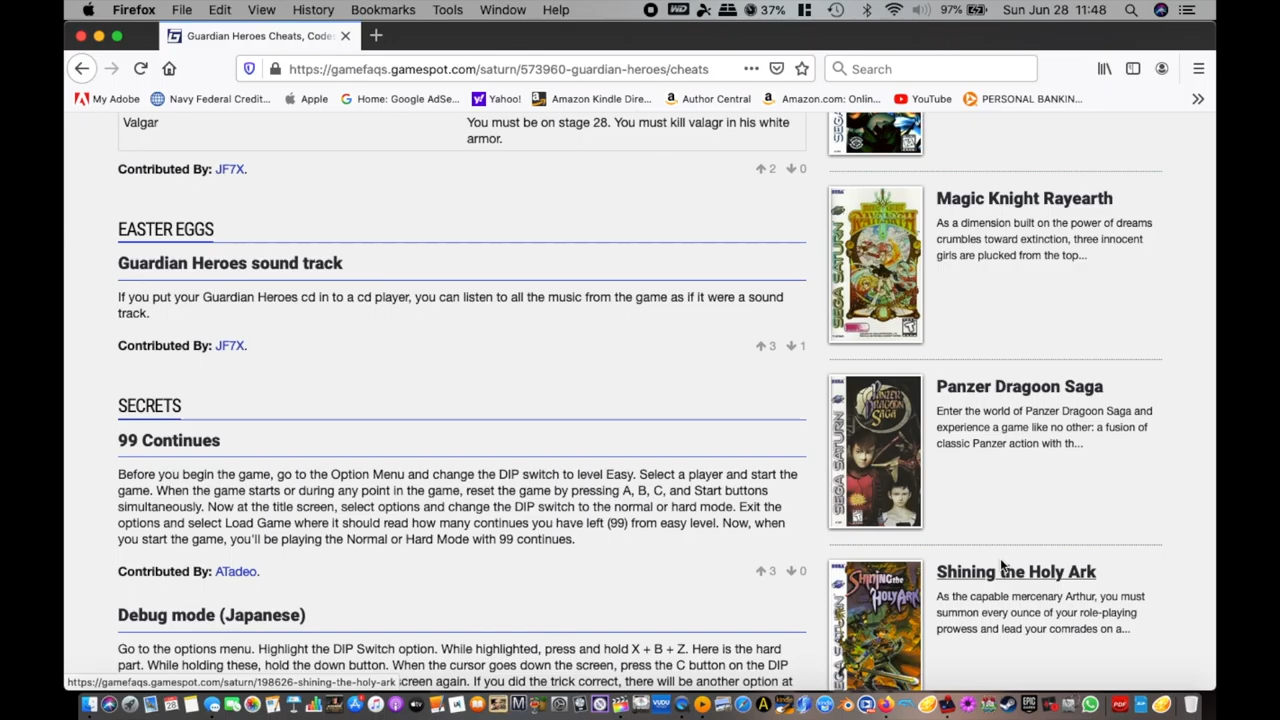 Firefox File Edit View History Bookmarks Tools Window Help 37% 97% Sun Jun 28 11:48
Guardian Heroes Cheats, Code
https://gamefaqs.gamespot.com/saturn/573960-guardian-heroes/cheats Search
My Adobe Navy Federal Credit... Apple Home: Google AdSe... Yahoo! Amazon Kindle Dire... Author Central Amazon.com: Onlin... YouTube PERSONAL BANKIN...
Valgar
You must be on stage 28. You must kill valagr in his white
armor.
Contributed By: JF7X.
2 0
EASTER EGGS
Guardian Heroes sound track
If you put your Guardian Heroes cd in to a cd player, you can listen to all the music from the game as if it were a sound
track.
Contributed By: JF7X.
3 1
SECRETS
99 Continues
Before you begin the game, go to the Option Menu and change the DIP switch to level Easy. Select a player and start the
game. When the game starts or during any point in the game, reset the game by pressing A, B, C, and Start buttons
simultaneously. Now at the title screen, select options and change the DIP switch to the normal or hard mode. Exit the
options and select Load Game where it should read how many continues you have left (99) from easy level. Now, when
you start the game, you'll be playing the Normal or Hard Mode with 99 continues.
Contributed By: ATadeo.
3 0
Debug mode (Japanese)
Go to the options menu. Highlight the DIP Switch option. While highlighted, press and hold X + B + Z. Here is the hard
part. While holding these, hold the down button. When the cursor goes down the screen, press the C button on the DIP
screen again. If you did the trick correct, there will be another option at
https://gamefaqs.gamespot.com/saturn/198626-shining-the-holy-ark
Magic Knight Rayearth
As a dimension built on the power of dreams
crumbles toward extinction, three innocent
girls are plucked from the top...
SEGA SATURN
Panzer Dragoon Saga
Enter the world of Panzer Dragoon Saga and
experience a game like no other: a fusion of
classic Panzer action with th...
PANZER DRAGOON SAGA
SEGA SATURN
Shining the Holy Ark
As the capable mercenary Arthur, you must
summon every ounce of your role-playing
prowess and lead your comrades on a...
SHINING the HOLY ARK
SEGA SATURN